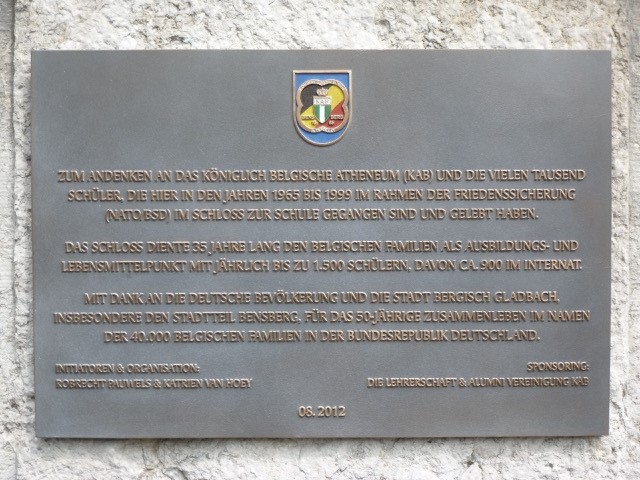 ZUM ANDENKEN AN DAS KÖNIGLICH BELGISCHE ATHENEUM (KAB) UND DIE VIELEN TAUSEND
SCHÜLER, DIE HIER IN DEN JAHREN 1965 BIS 1999 IM RAHMEN DER FRIEDENSSICHERUNG
(NATO/BSD) IM SCHLOSS ZUR SCHULE GEGANGEN SIND UND GELEBT HABEN.
DAS SCHLOSS DIENTE 35 JAHRE LANG DEN BELGISCHEN FAMILIEN ALS AUSBILDUNGS- UND
LEBENSMITTELPUNKT MIT JÄHRLICH BIS ZU 1.500 SCHÜLERN, DAVON CA. 900 IM INTERNAT.
MIT DANK AN DIE DEUTSCHE BEVÖLKERUNG UND DIE STADT BERGISCH GLADBACH,
INSBESONDERE DEN STADTTEIL BENSBERG, FÜR DAS 50-JÄHRIGE ZUSAMMENLEBEN IM NAMEN
DER 40.000 BELGISCHEN FAMILIEN IN DER BUNDESREPUBLIK DEUTSCHLAND.
INITIATOREN & ORGANISATION:
ROBRECHT PAUWELS & KATRIEN VAN HOEY
SPONSORING:
DIE LEHRERSCHAFT & ALUMNI VEREINIGUNG KAB
08.2012